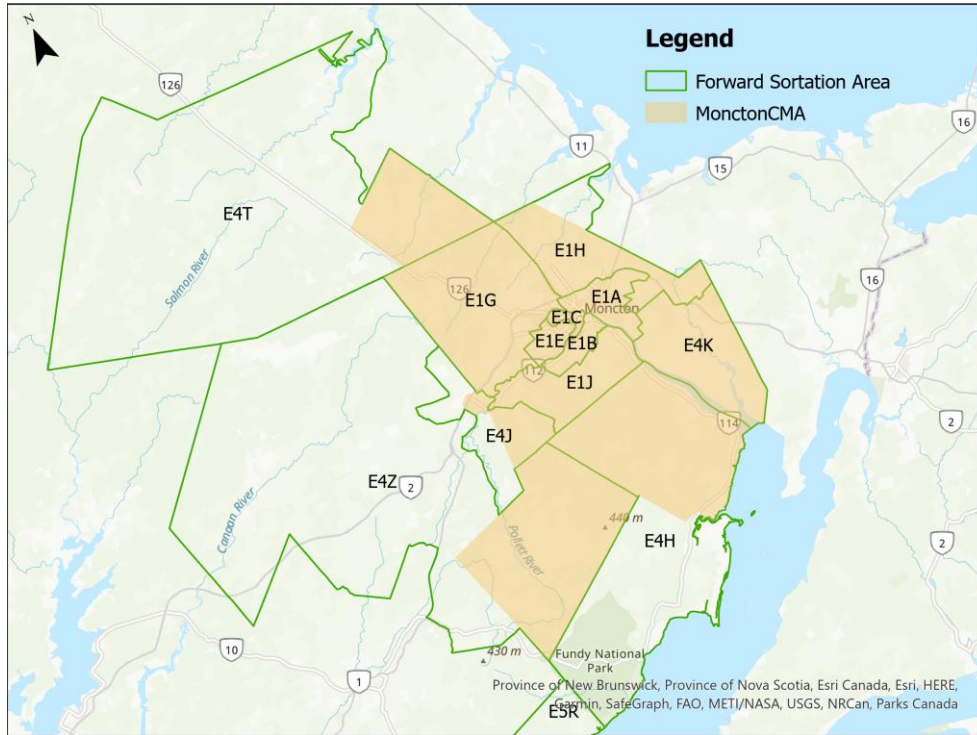 N
Legend
Forward Sortation Area
MonctonCMA
126
11
15
16
E4T
Salmon River
E1H
16
126
E1G
E1A
Moncton
E1C
E1E
E1B
E4K
112
E1J
2
114
E4J
E4Z
2
Canaan River
Pollett River
440 m
E4H
2
10
430 m
Fundy National
Park
1
E5R
Province of New Brunswick, Province of Nova Scotia, Esri Canada, Esri, HERE,
Garmin, SafeGraph, FAO, METI/NASA, USGS, NRCan, Parks Canada